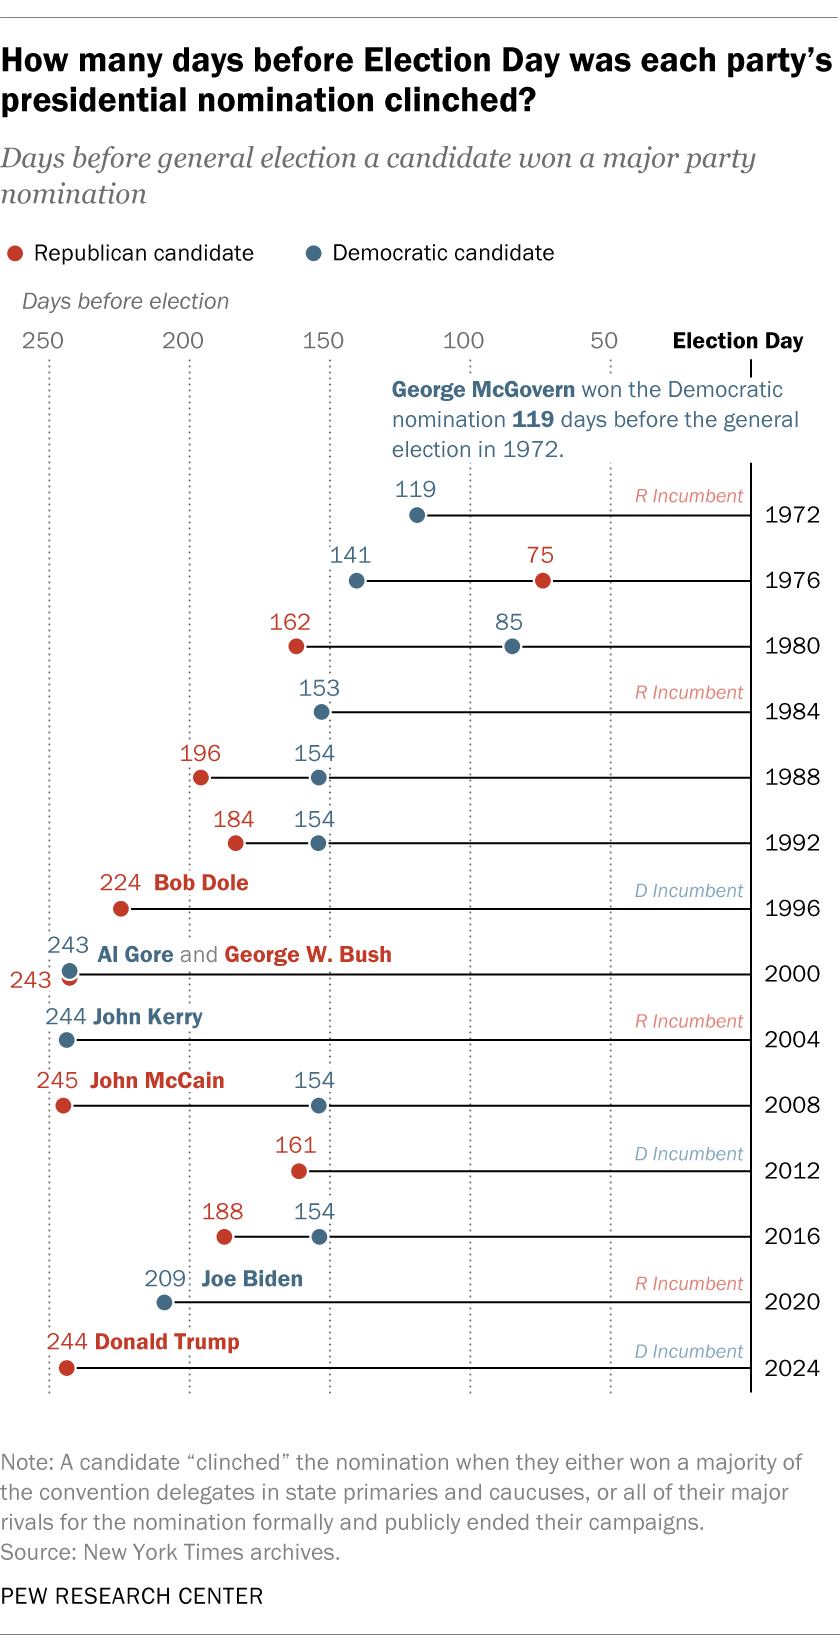 How many days before Election Day was each party’s
presidential nomination clinched?
Days before general election a candidate won a major party
nomination
Republican candidate Democratic candidate
Days before election
250 200 150 100 50 Election Day
George McGovern won the Democratic
nomination 119 days before the general
election in 1972.
119 R Incumbent 1972
141 75 1976
162 85 1980
153 R Incumbent 1984
196 154 1988
184 154 1992
224 Bob Dole D Incumbent 1996
243 Al Gore and George W. Bush
243 2000
244 John Kerry R Incumbent 2004
245 John McCain 154 2008
161 D Incumbent 2012
188 154 2016
209 Joe Biden R Incumbent 2020
244 Donald Trump D Incumbent 2024
Note: A candidate “clinched” the nomination when they either won a majority of
the convention delegates in state primaries and caucuses, or all of their major
rivals for the nomination formally and publicly ended their campaigns.
Source: New York Times archives.
PEW RESEARCH CENTER